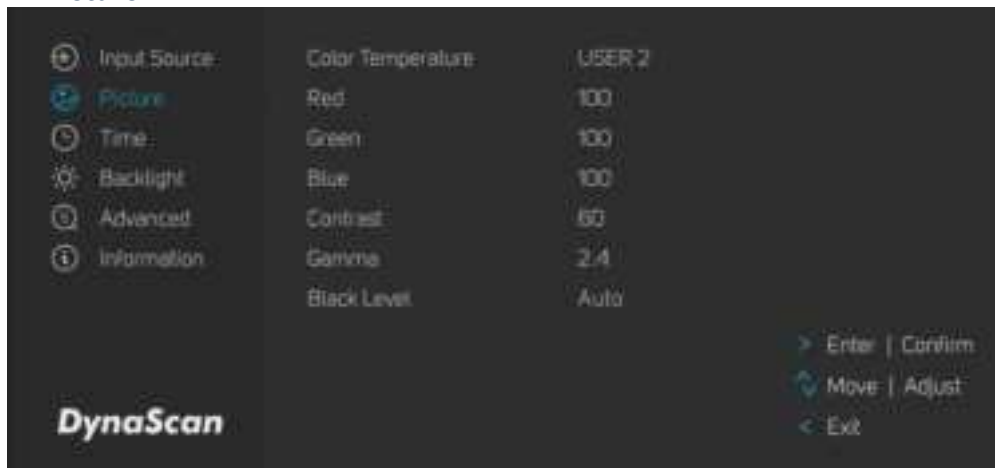 Input Source
Picture
Time
Backlight
Advanced
Information
Color Temperature USER 2
Red 100
Green 100
Blue 100
Contrast 60
Gamma 2.4
Black Level Auto
> Enter | Confirm
Move | Adjust
< Exit
DynaScan